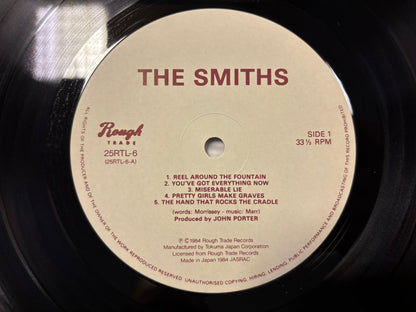 THE SMITHS
Rough
TRADE
25RTL-6
(25RTL-6-A)
SIDE 1
33 ⅓ RPM
1. REEL AROUND THE FOUNTAIN
2. YOU'VE GOT EVERYTHING NOW
3. MISERABLE LIE
4. PRETTY GIRLS MAKE GRAVES
5. THE HAND THAT ROCKS THE CRADLE
(words: Morrissey - music: Marr)
Produced by JOHN PORTER
Ⓟ © 1984 Rough Trade Records
Manufactured by Tokuma Japan Corporation
Licensed from Rough Trade Records
Made in Japan 1984 JASRAC
ALL RIGHTS OF THE PRODUCER AND OF THE OWNER OF THE WORK REPRODUCED RESERVED. UNAUTHORISED COPYING, HIRING, LENDING, PUBLIC PERFORMANCE AND BROADCASTING OF THIS RECORD PROHIBITED.